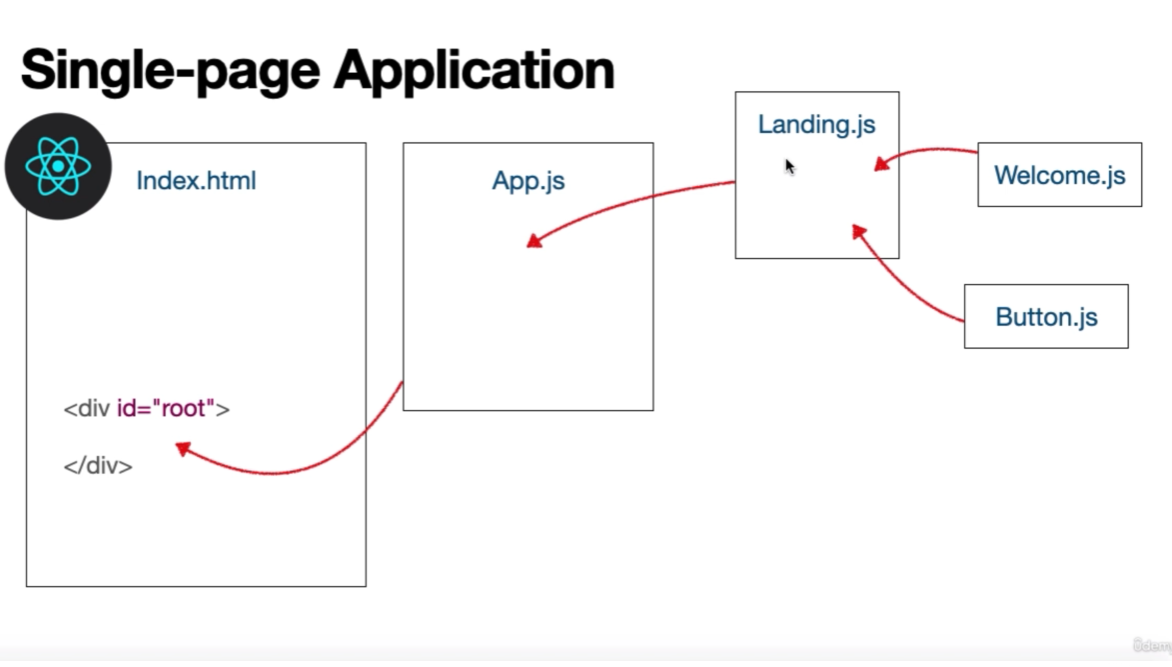 Single-page Application
Index.html
App.js
Landing.js
Welcome.js
Button.js
<div id="root">
</div>